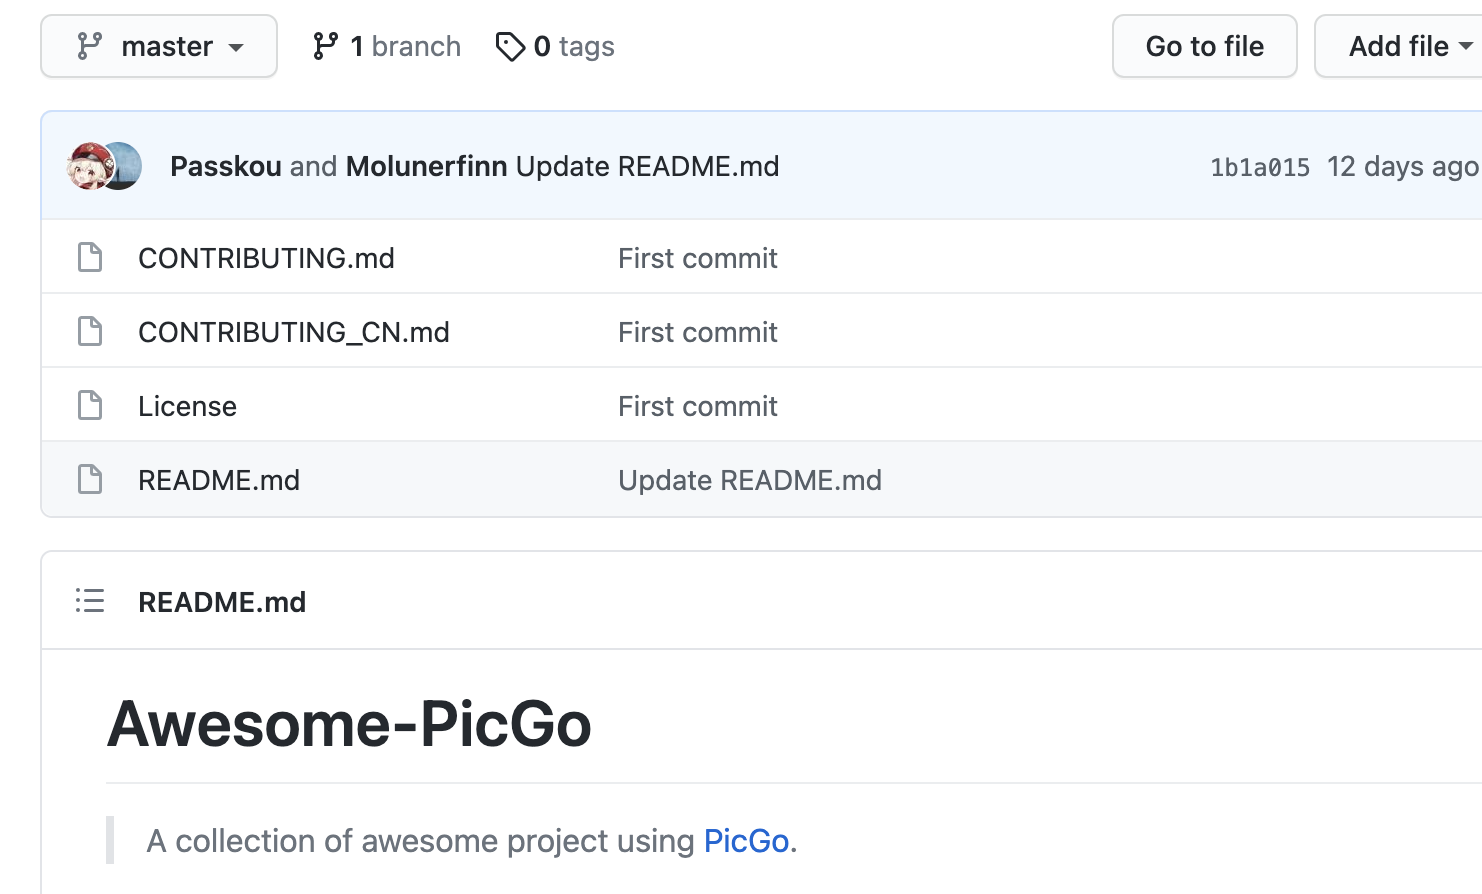 master 1 branch 0 tags Go to file Add file
Passkou and Molunerfinn Update README.md 1b1a015 12 days ago
CONTRIBUTING.md First commit
CONTRIBUTING_CN.md First commit
License First commit
README.md Update README.md
README.md
Awesome-PicGo
A collection of awesome project using PicGo.